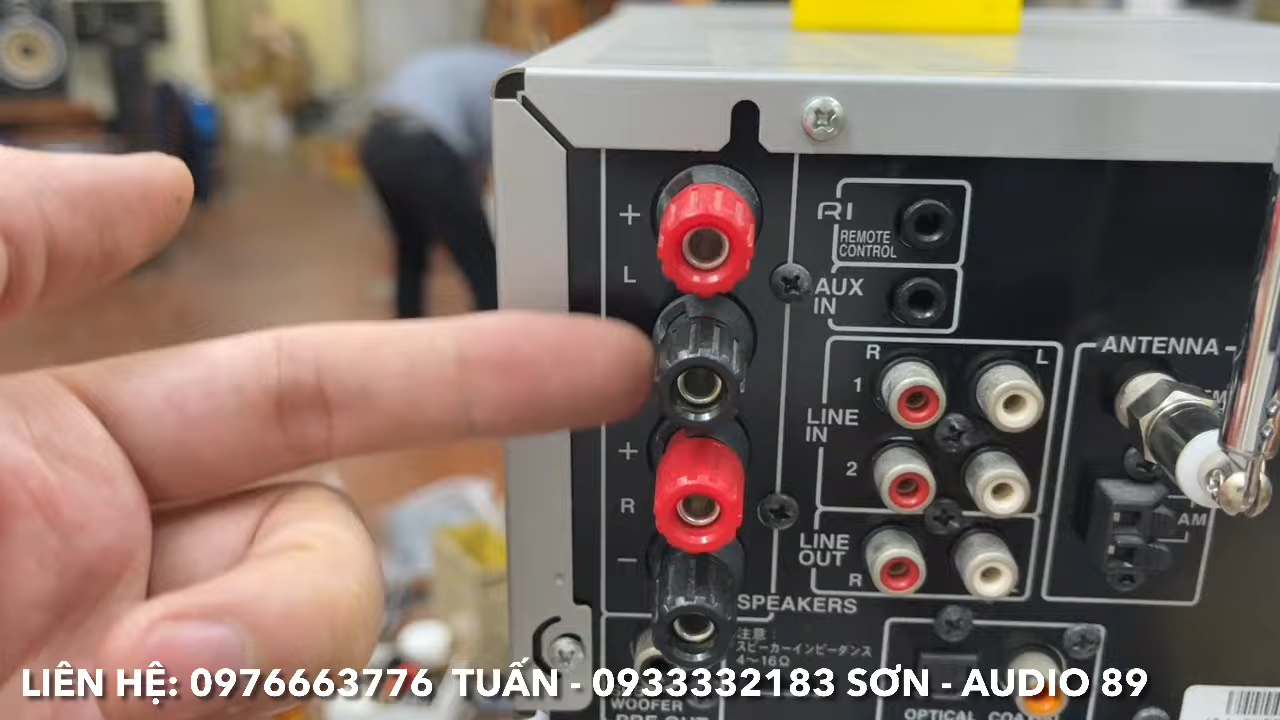 +
L
+
R
−
SPEAKERS
注意:
スピーカーインピーダンス
4〜16Ω
RI
REMOTE
CONTROL
AUX
IN
R L
1
LINE
IN
2
LINE
OUT
R
ANTENNA
AM
WOOFER
PRE OUT
OPTICAL
LIÊN HỆ: 0976663776 TUẤN - 0933332183 SƠN - AUDIO 89